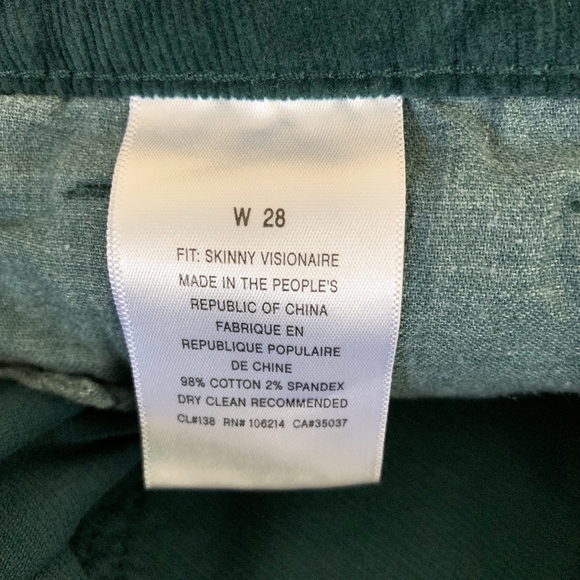 W 28
FIT: SKINNY VISIONAIRE
MADE IN THE PEOPLE'S
REPUBLIC OF CHINA
FABRIQUE EN
REPUBLIQUE POPULAIRE
DE CHINE
98% COTTON 2% SPANDEX
DRY CLEAN RECOMMENDED
CL#138 RN# 106214 CA#35037